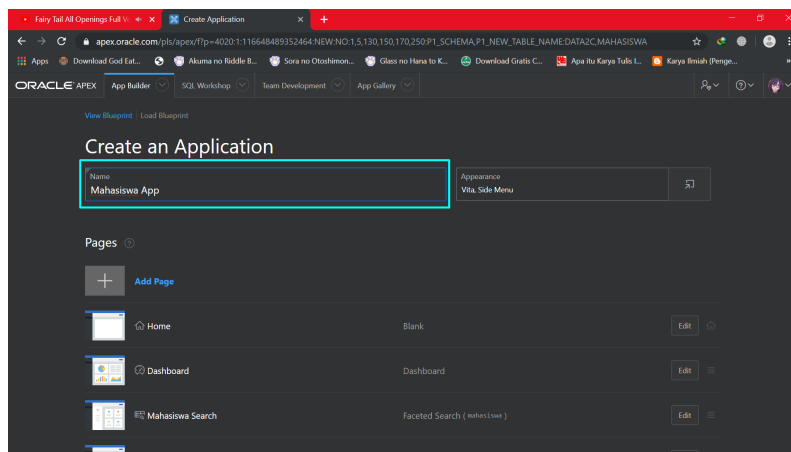 Fairy Tail All Openings Full V
Create Application
apex.oracle.com/pls/apex/f?p=4020:1:116648489352464:NEW:NO:1,5,130,150,170,250:P1_SCHEMA,P1_NEW_TABLE_NAME:DATA2C,MAHASISWA
Apps Download God Eat... Akuma no Riddle B... Sora no Otoshimon... Glass no Hana to K... Download Gratis C... Apa itu Karya Tulis I... Karya Ilmiah (Penge...
ORACLE APEX App Builder SQL Workshop Team Development App Gallery
View Blueprint Load Blueprint
Create an Application
Name
Mahasiswa App
Appearance
Vita, Side Menu
Pages
Add Page
Home Blank Edit
Dashboard Dashboard Edit
Mahasiswa Search Faceted Search ( mahasiswa ) Edit